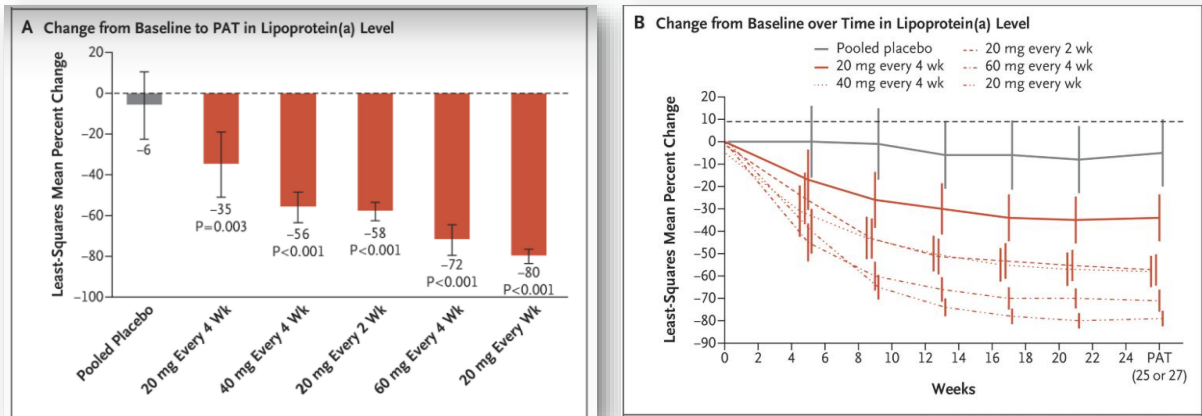 A Change from Baseline to PAT in Lipoprotein(a) Level
Least-Squares Mean Percent Change
20
0
−20
−40
−60
−80
−100
−6
−35
P=0.003
−56
P<0.001
−58
P<0.001
−72
P<0.001
−80
P<0.001
Pooled Placebo
20 mg Every 4 Wk
40 mg Every 4 Wk
20 mg Every 2 Wk
60 mg Every 4 Wk
20 mg Every Wk
B Change from Baseline over Time in Lipoprotein(a) Level
Pooled placebo
20 mg every 4 wk
40 mg every 4 wk
20 mg every 2 wk
60 mg every 4 wk
20 mg every wk
Least-Squares Mean Percent Change
20
10
0
−10
−20
−30
−40
−50
−60
−70
−80
−90
0 2 4 6 8 10 12 14 16 18 20 22 24 PAT
(25 or 27)
Weeks